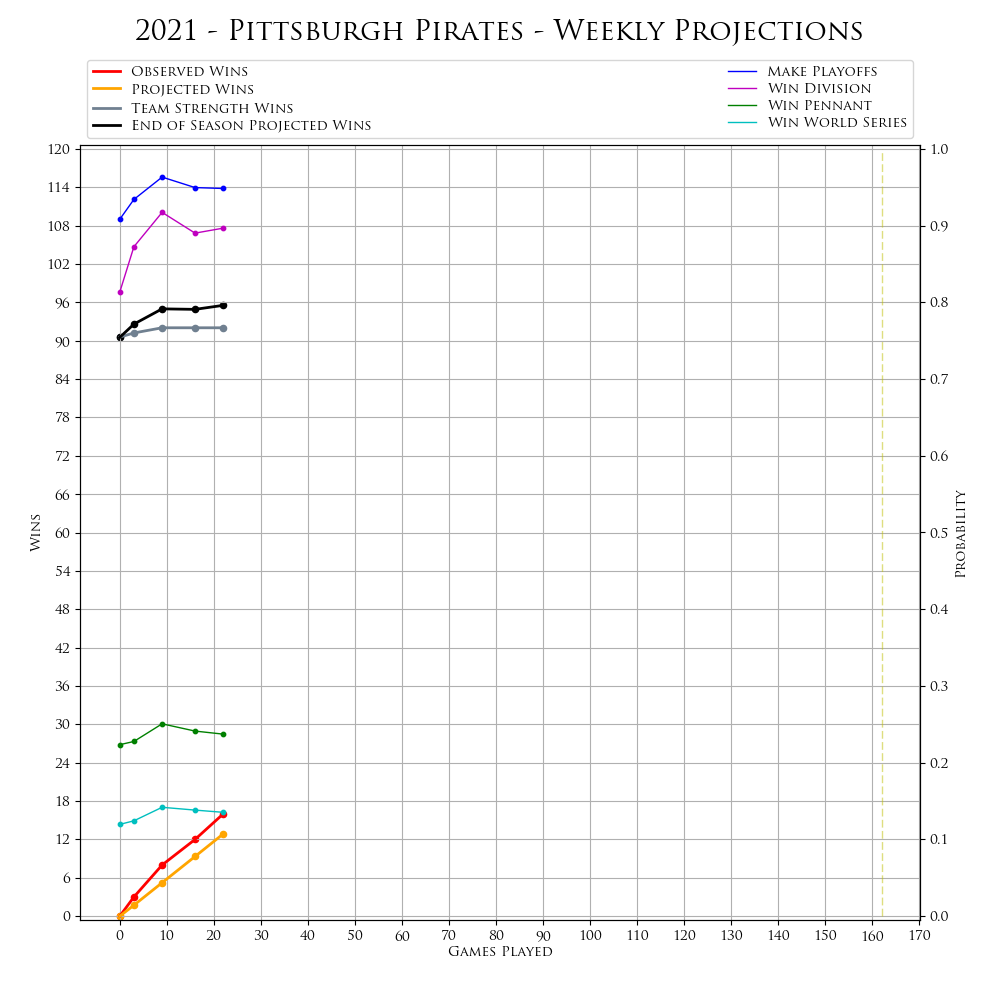 2021 - Pittsburgh Pirates - Weekly Projections
Observed Wins
Projected Wins
Team Strength Wins
End of Season Projected Wins
Make Playoffs
Win Division
Win Pennant
Win World Series
120
114
108
102
96
90
84
78
72
66
60
54
48
42
36
30
24
18
12
6
0
Wins
1.0
0.9
0.8
0.7
0.6
0.5
0.4
0.3
0.2
0.1
0.0
Probability
0 10 20 30 40 50 60 70 80 90 100 110 120 130 140 150 160 170
Games Played